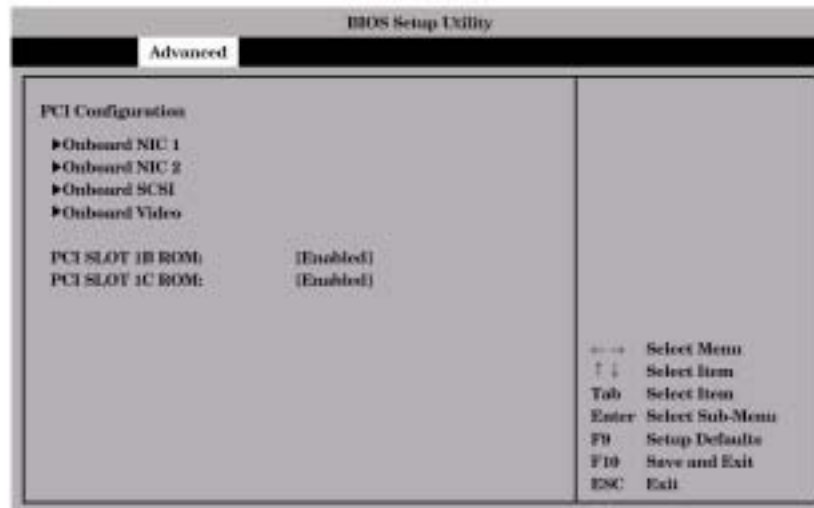 BIOS Setup Utility
Advanced
PCI Configuration
▶Onboard NIC 1
▶Onboard NIC 2
▶Onboard SCSI
▶Onboard Video
PCI SLOT 1B ROM: [Enabled]
PCI SLOT 1C ROM: [Enabled]
←→ Select Menu
↑↓ Select Item
Tab Select Item
Enter Select Sub-Menu
F9 Setup Defaults
F10 Save and Exit
ESC Exit